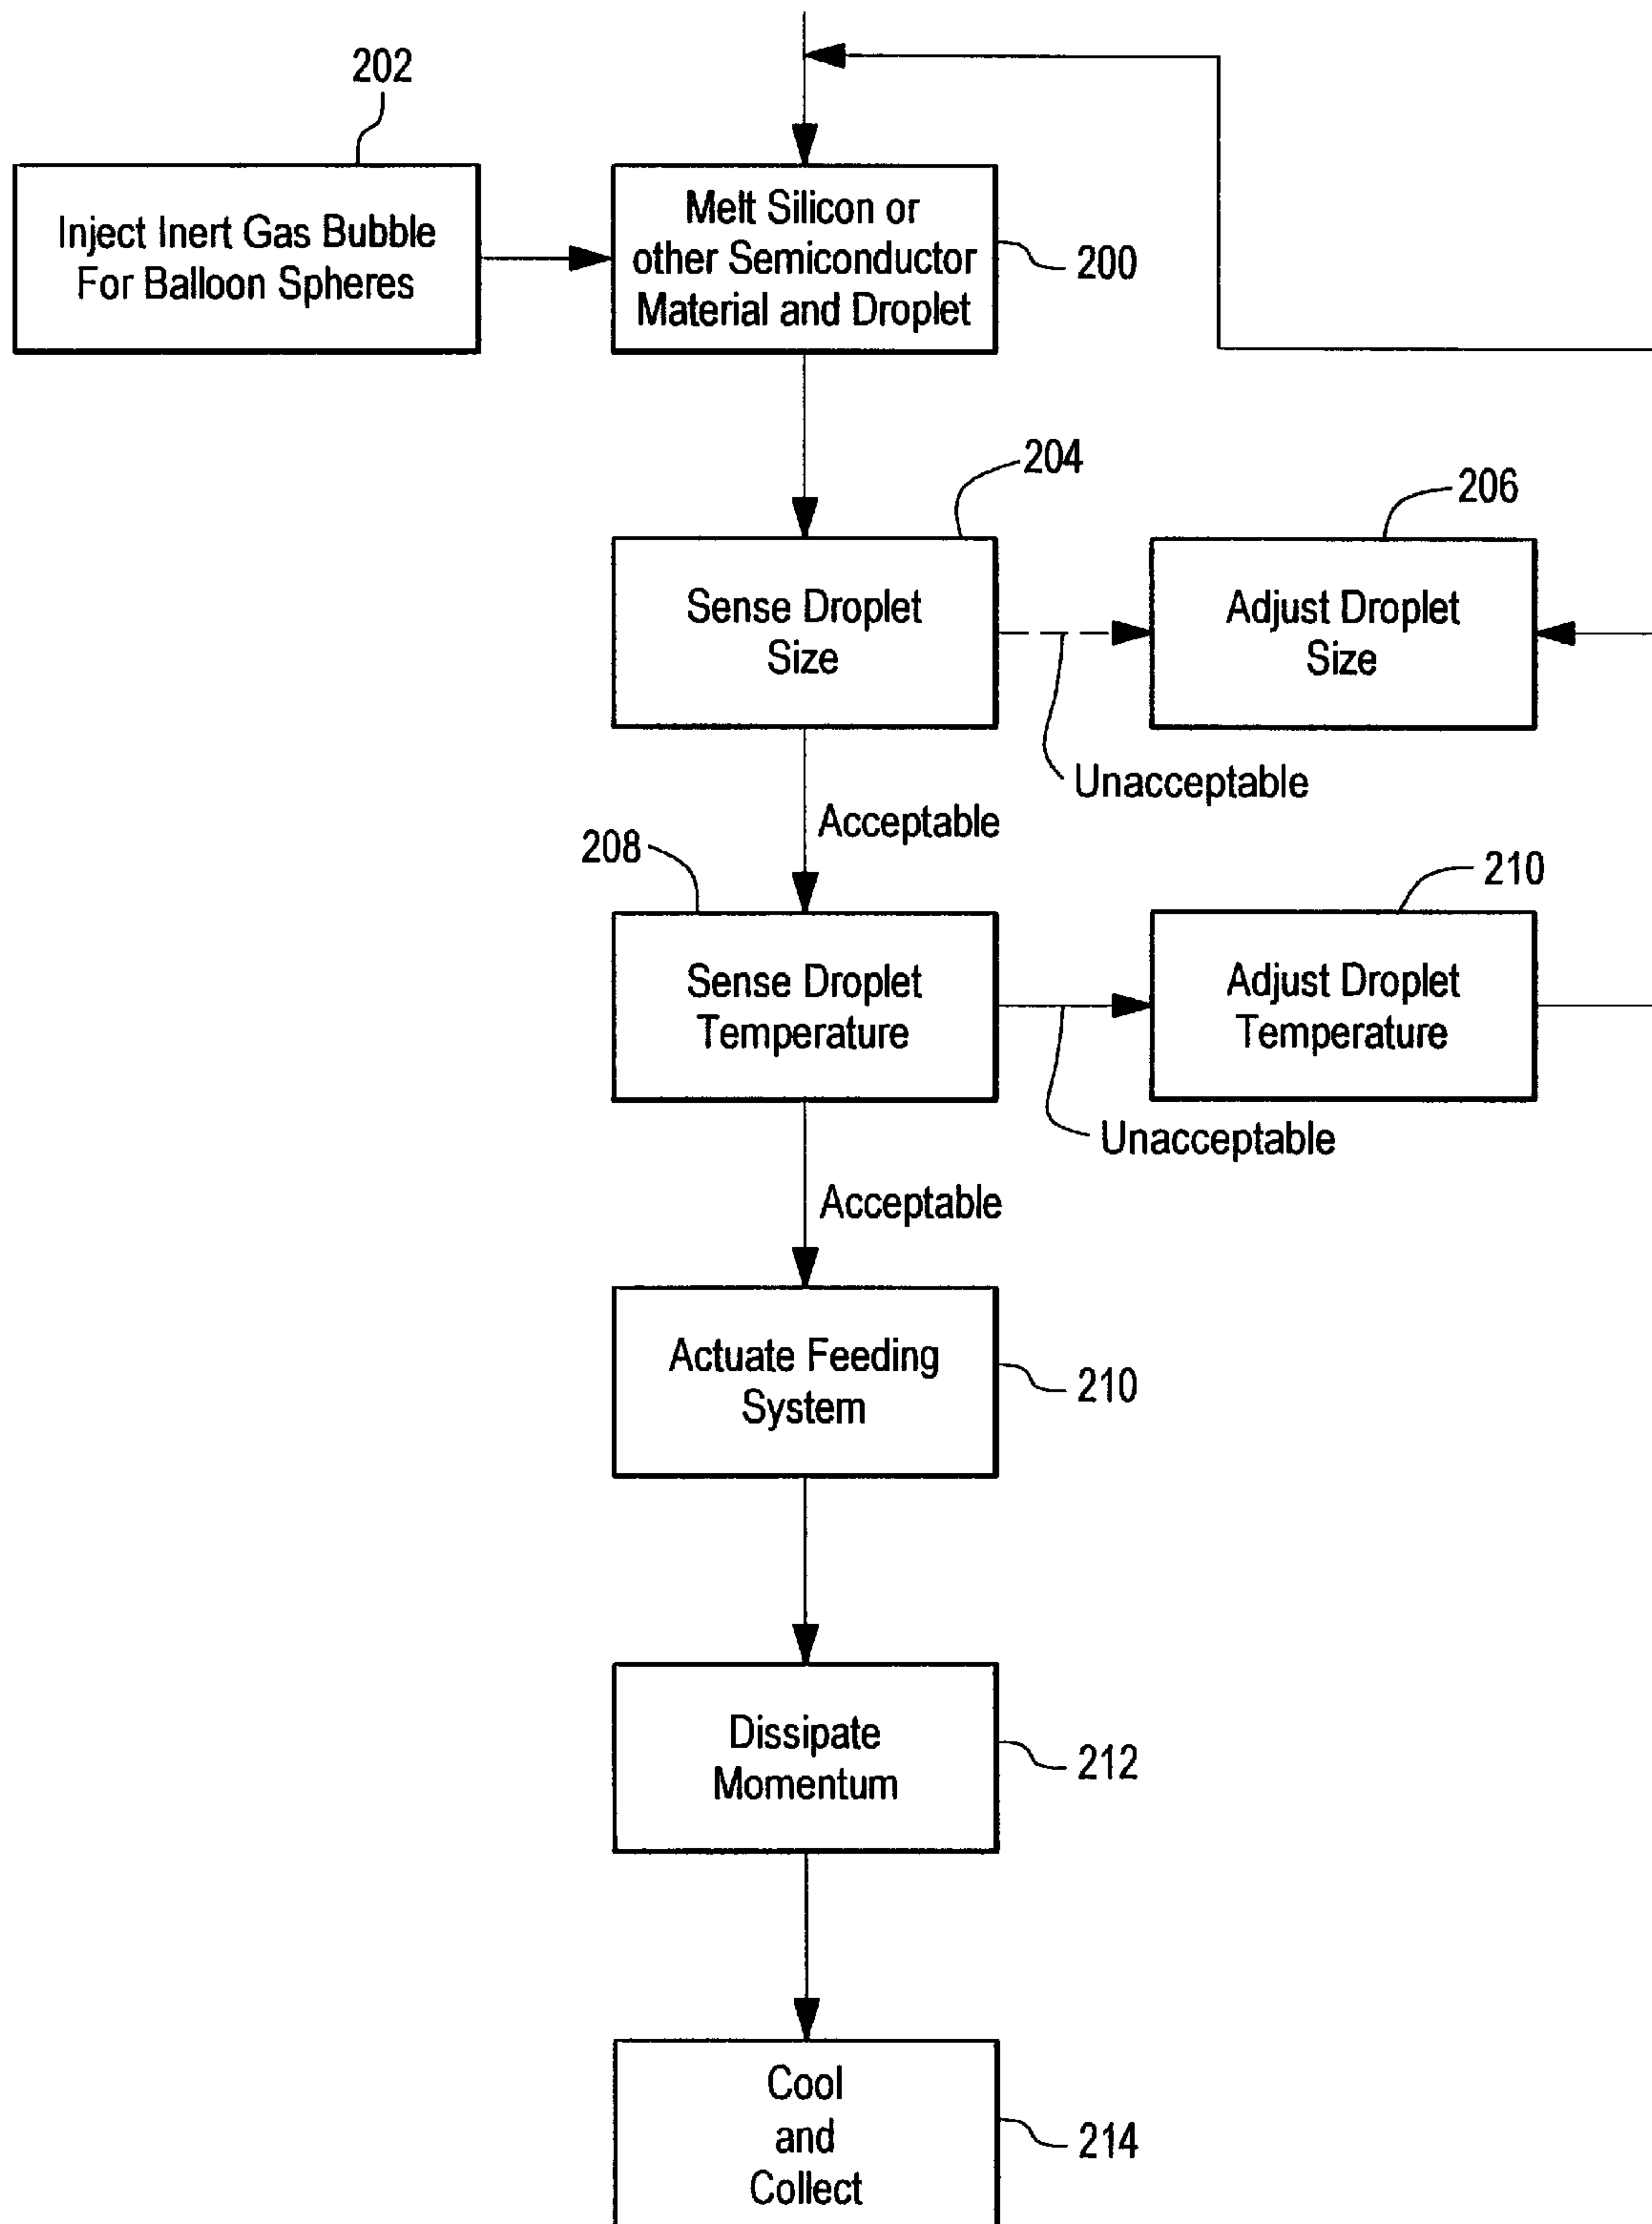 202
Inject Inert Gas Bubble
For Balloon Spheres
Melt Silicon or
other Semiconductor
Material and Droplet
200
204
206
Sense Droplet
Size
Adjust Droplet
Size
Unacceptable
Acceptable
208
210
Sense Droplet
Temperature
Adjust Droplet
Temperature
Unacceptable
Acceptable
Actuate Feeding
System
210
Dissipate
Momentum
212
Cool
and
Collect
214